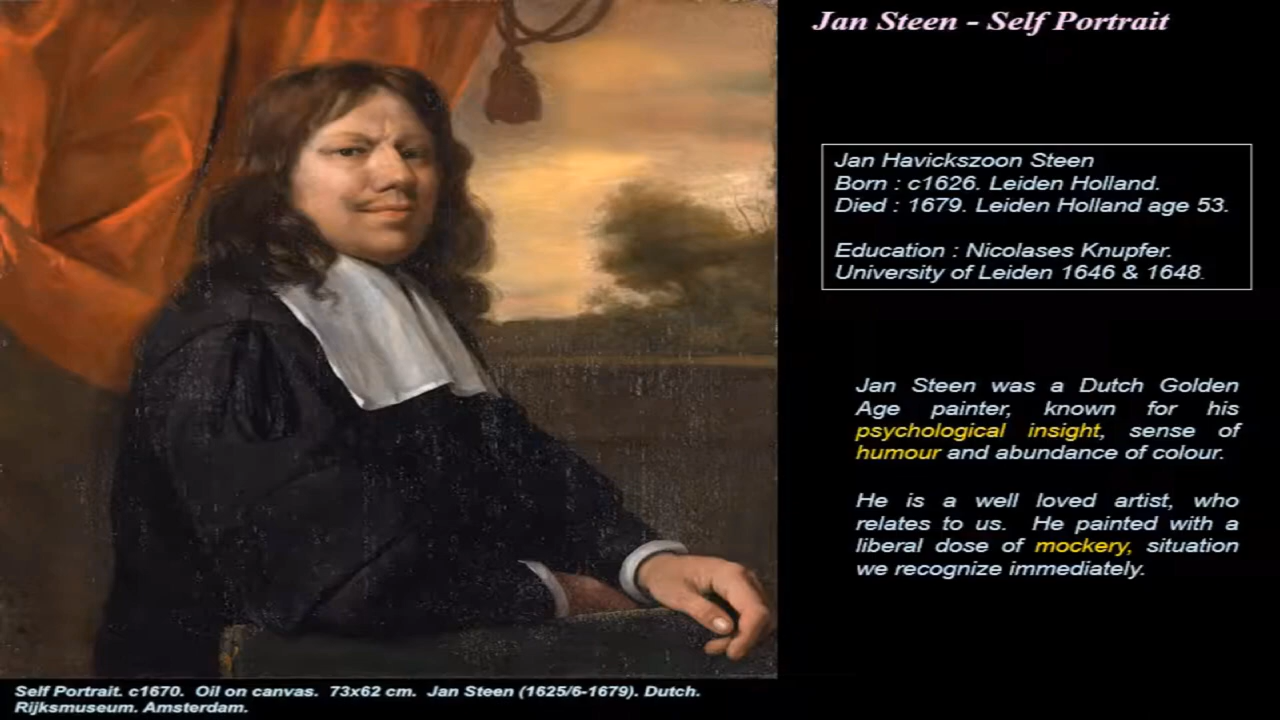 Jan Steen - Self Portrait
Jan Havickszoon Steen
Born : c1626. Leiden Holland.
Died : 1679. Leiden Holland age 53.
Education : Nicolases Knupfer.
University of Leiden 1646 & 1648.
Jan Steen was a Dutch Golden
Age painter, known for his
psychological insight, sense of
humour and abundance of colour.
He is a well loved artist, who
relates to us. He painted with a
liberal dose of mockery, situation
we recognize immediately.
Self Portrait. c1670. Oil on canvas. 73x62 cm. Jan Steen (1625/6-1679). Dutch.
Rijksmuseum. Amsterdam.